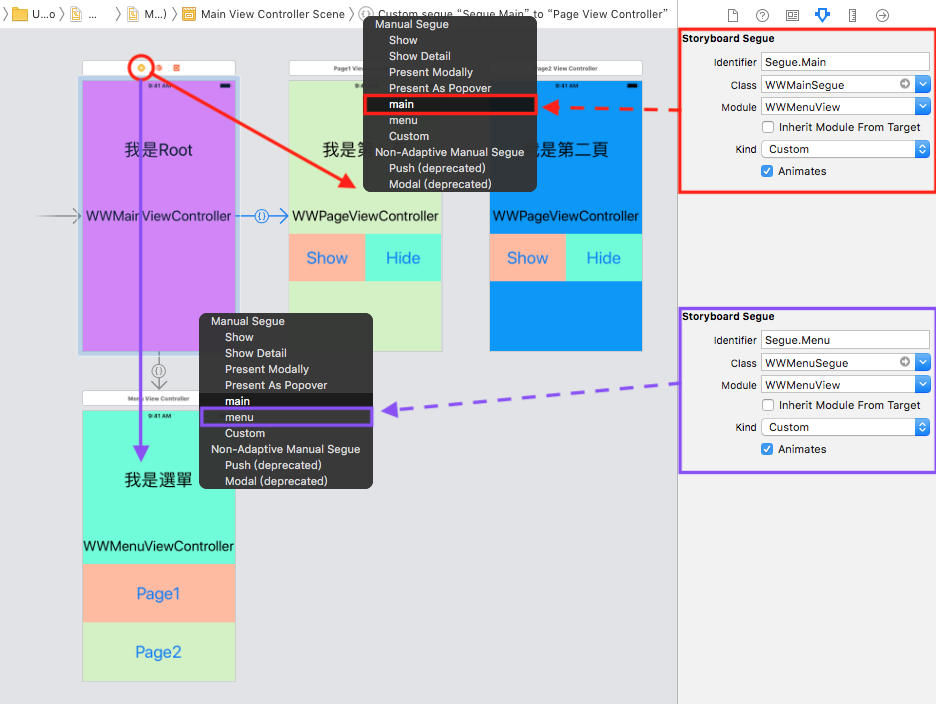 U...o
...
M...)
Main View Controller Scene
Custom segue “Segue.Main” to “Page View Controller”
Manual Segue
Show
Show Detail
Present Modally
Present As Popover
main
menu
Custom
Non-Adaptive Manual Segue
Push (deprecated)
Modal (deprecated)
9:41 AM
我是Root
WWMainViewController
Page1 View
9:41
我是第
WWPageViewController
Show
Hide
Page2 View Controller
9:41 AM
我是第二頁
WWPageViewController
Show
Hide
Manual Segue
Show
Show Detail
Present Modally
Present As Popover
main
menu
Custom
Non-Adaptive Manual Segue
Push (deprecated)
Modal (deprecated)
Menu View Controller
9:41 AM
我是選單
WWMenuViewController
Page1
Page2
Storyboard Segue
Identifier Segue.Main
Class WWMainSegue
Module WWMenuView
Inherit Module From Target
Kind Custom
Animates
Storyboard Segue
Identifier Segue.Menu
Class WWMenuSegue
Module WWMenuView
Inherit Module From Target
Kind Custom
Animates